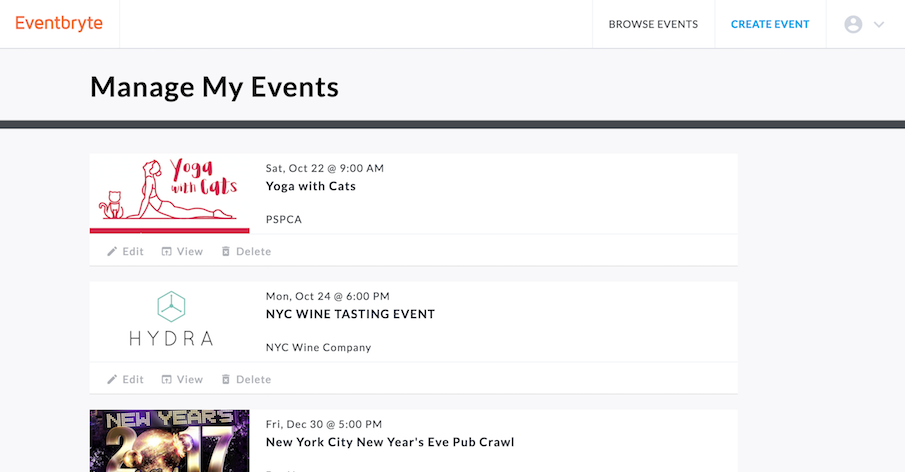 Eventbryte
BROWSE EVENTS
CREATE EVENT
Manage My Events
Yoga
with Cats
Sat, Oct 22 @ 9:00 AM
Yoga with Cats
PSPCA
Edit View Delete
HYDRA
Mon, Oct 24 @ 6:00 PM
NYC WINE TASTING EVENT
NYC Wine Company
Edit View Delete
NEW YEAR'S
2017
Fri, Dec 30 @ 5:00 PM
New York City New Year's Eve Pub Crawl